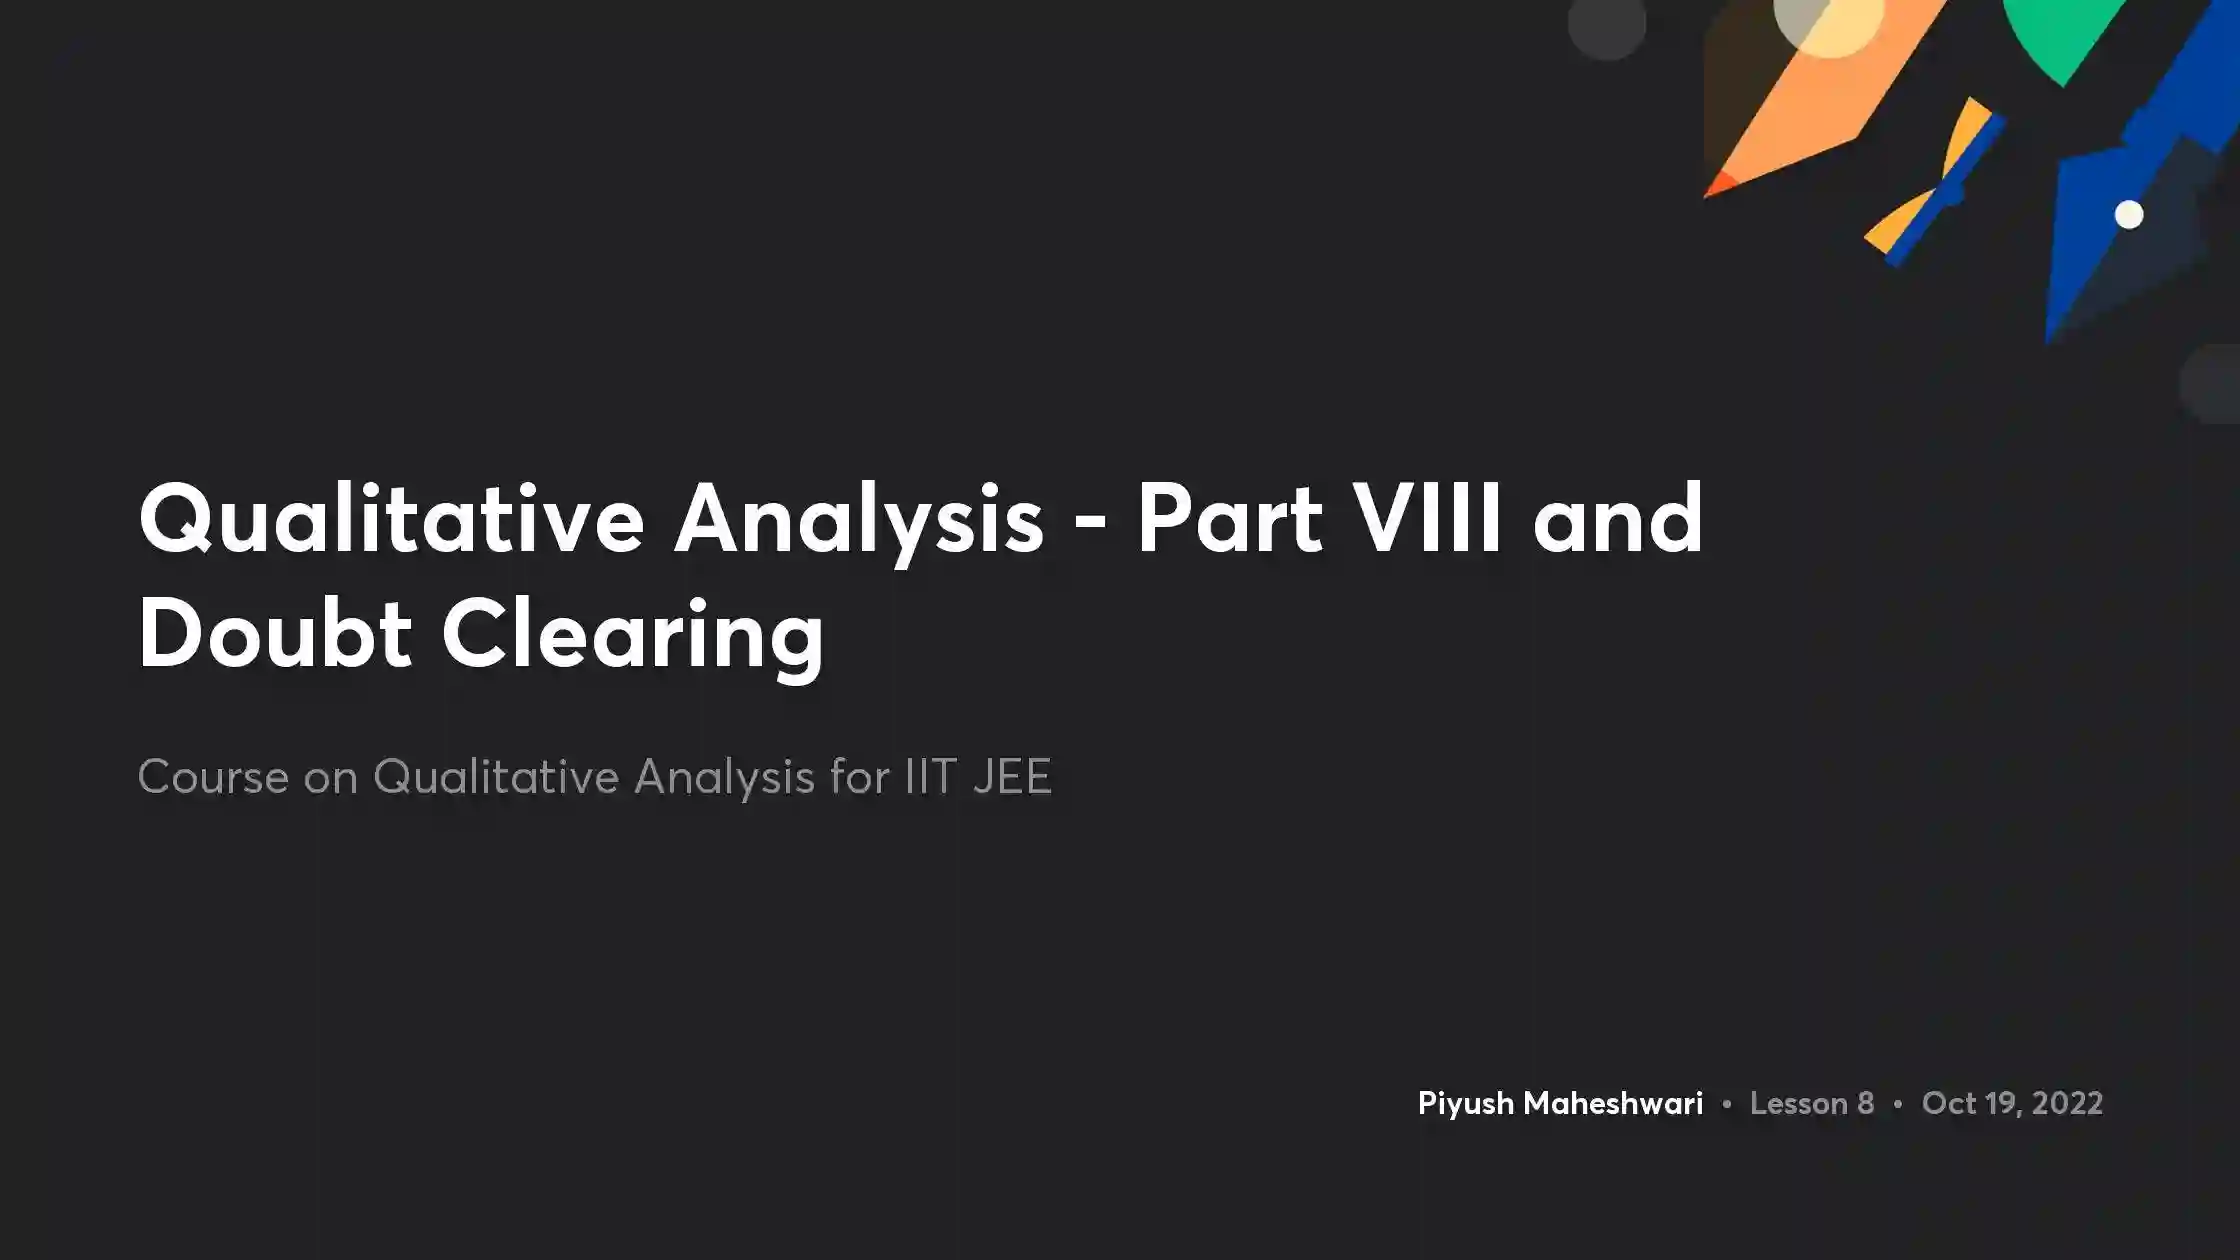 Qualitative Analysis - Part VIII and
Doubt Clearing
Course on Qualitative Analysis for IIT JEE
Piyush Maheshwari • Lesson 8 • Oct 19, 2022